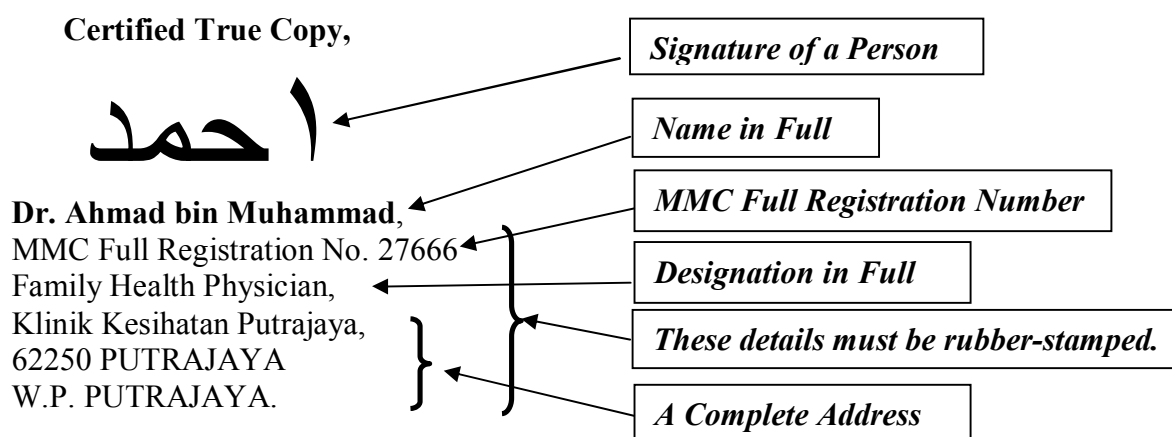 Certified True Copy,
احمد
Dr. Ahmad bin Muhammad,
MMC Full Registration No. 27666
Family Health Physician,
Klinik Kesihatan Putrajaya,
62250 PUTRAJAYA
W.P. PUTRAJAYA.
Signature of a Person
Name in Full
MMC Full Registration Number
Designation in Full
These details must be rubber-stamped.
A Complete Address